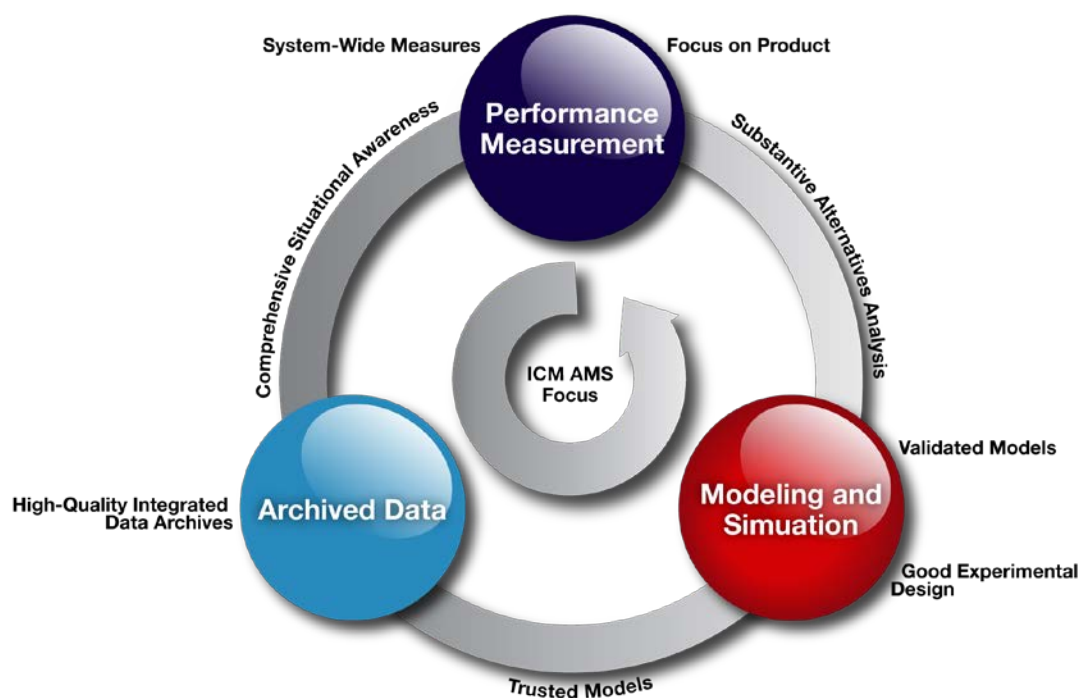 System-Wide Measures
Focus on Product
Performance
Measurement
Comprehensive Situational Awareness
Substantive Alternatives Analysis
ICM AMS
Focus
Validated Models
High-Quality Integrated
Data Archives
Archived Data
Modeling and
Simuation
Good Experimental
Design
Trusted Models